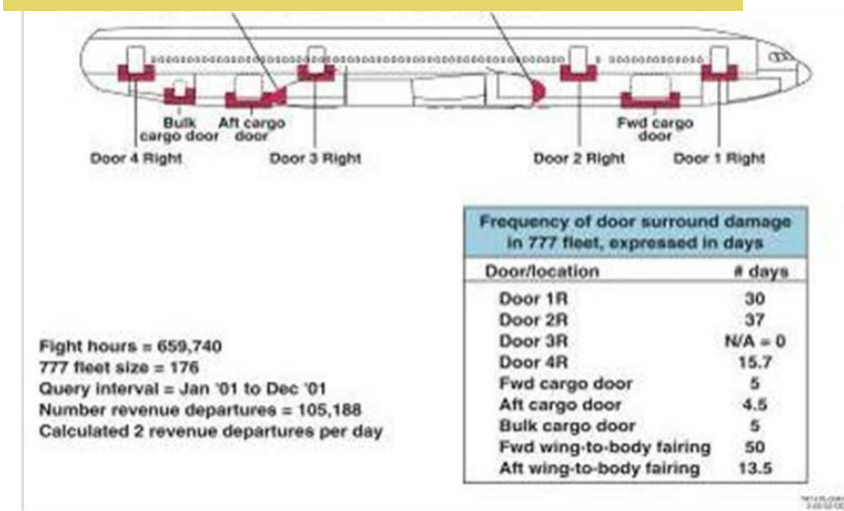 Bulk
cargo door
Aft cargo
door
Fwd cargo
door
Door 4 Right
Door 3 Right
Door 2 Right
Door 1 Right
Frequency of door surround damage
in 777 fleet, expressed in days
Door/location # days
Door 1R 30
Door 2R 37
Door 3R N/A = 0
Door 4R 15.7
Fwd cargo door 5
Aft cargo door 4.5
Bulk cargo door 5
Fwd wing-to-body fairing 50
Aft wing-to-body fairing 13.5
Fight hours = 659,740
777 fleet size = 176
Query interval = Jan '01 to Dec '01
Number revenue departures = 105,188
Calculated 2 revenue departures per day